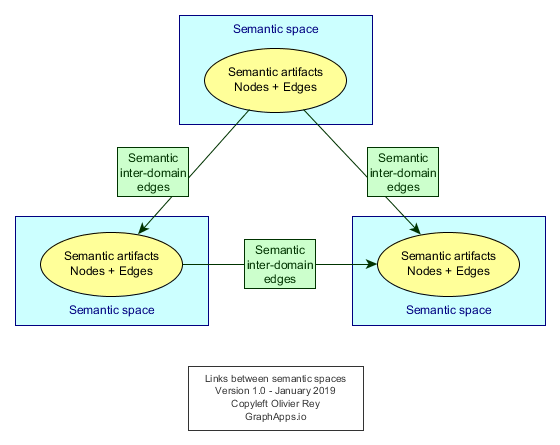 Semantic space
Semantic artifacts
Nodes + Edges
Semantic
inter-domain
edges
Semantic
inter-domain
edges
Semantic artifacts
Nodes + Edges
Semantic space
Semantic
inter-domain
edges
Semantic artifacts
Nodes + Edges
Semantic space
Links between semantic spaces
Version 1.0 - January 2019
Copyleft Olivier Rey
GraphApps.io